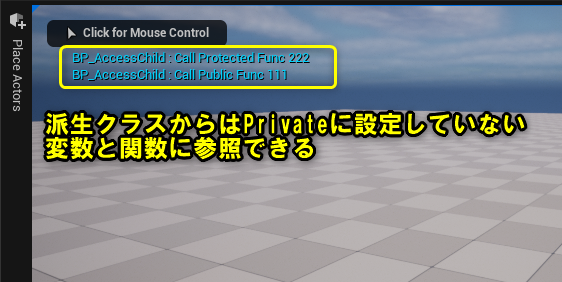 Click for Mouse Control
Place Actors
BP_AccessChild : Call Protected Func 222
BP_AccessChild : Call Public Func 111
派生クラスからはPrivateに設定していない
変数と関数に参照できる